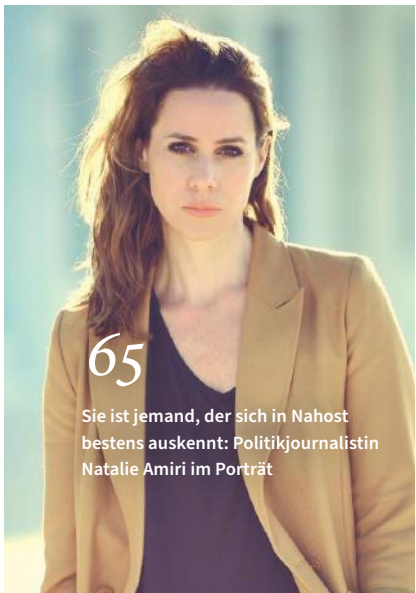 65
Sie ist jemand, der sich in Nahost
bestens auskennt: Politikjournalistin
Natalie Amiri im Porträt